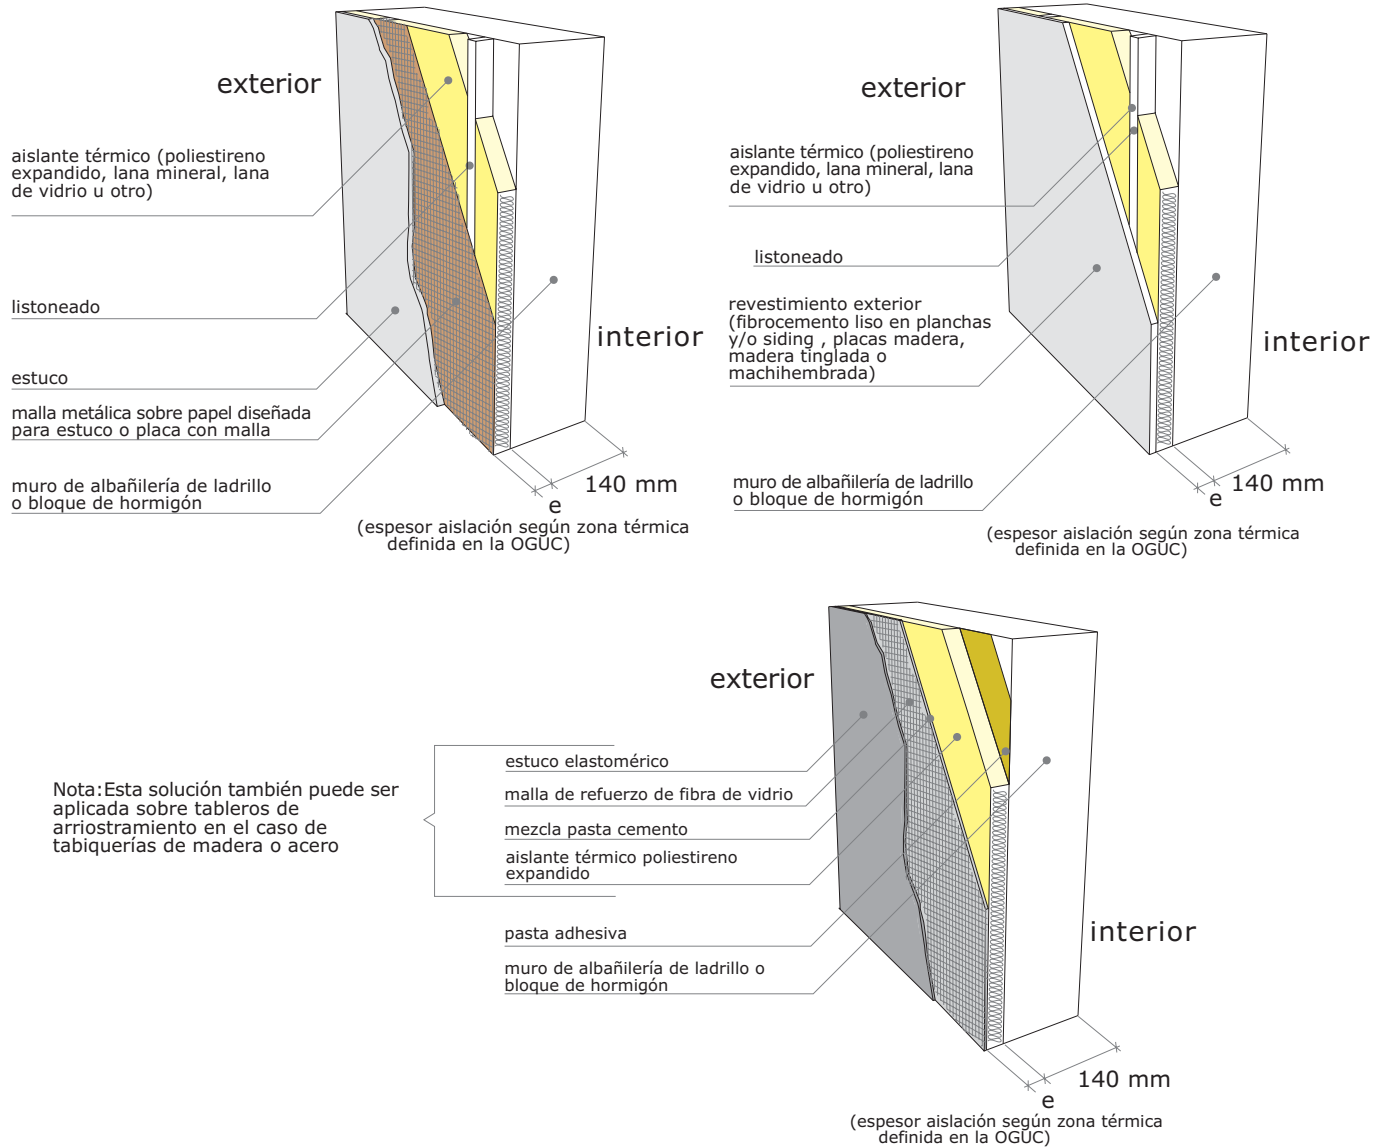 exterior
aislante térmico (poliestireno
expandido, lana mineral, lana
de vidrio u otro)
listoneado
estuco
malla metálica sobre papel diseñada
para estuco o placa con malla
muro de albañilería de ladrillo
o bloque de hormigón
interior
140 mm
e
(espesor aislación según zona térmica
definida en la OGUC)
exterior
aislante térmico (poliestireno
expandido, lana mineral, lana
de vidrio u otro)
listoneado
revestimiento exterior
(fibrocemento liso en planchas
y/o siding , placas madera,
madera tinglada o
machihembrada)
muro de albañilería de ladrillo
o bloque de hormigón
interior
140 mm
e
(espesor aislación según zona térmica
definida en la OGUC)
exterior
Nota:Esta solución también puede ser
aplicada sobre tableros de
arriostramiento en el caso de
tabiquerías de madera o acero
estuco elastomérico
malla de refuerzo de fibra de vidrio
mezcla pasta cemento
aislante térmico poliestireno
expandido
pasta adhesiva
muro de albañilería de ladrillo o
bloque de hormigón
interior
140 mm
e
(espesor aislación según zona térmica
definida en la OGUC)